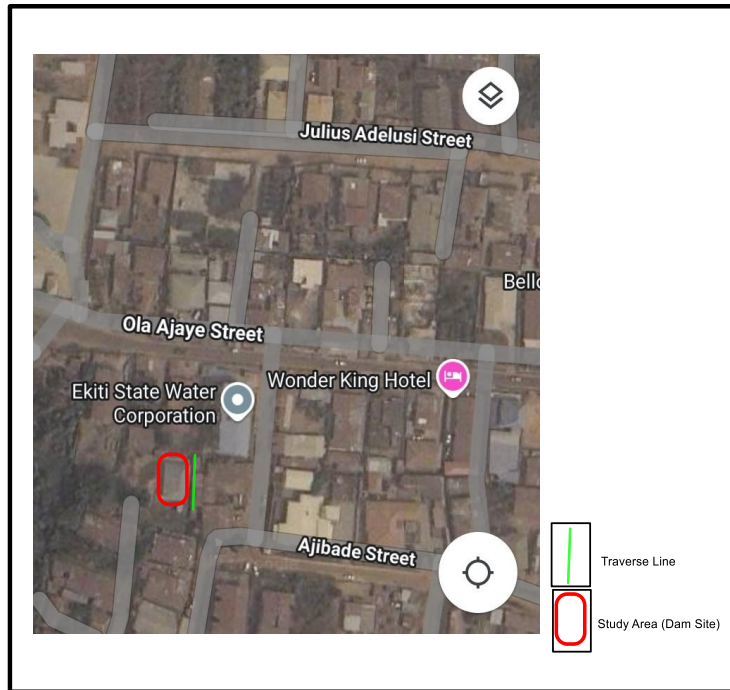 Julius Adelusi Street
Bello
Ola Ajaye Street
Wonder King Hotel
Ekiti State Water
Corporation
Ajibade Street
Traverse Line
Study Area (Dam Site)